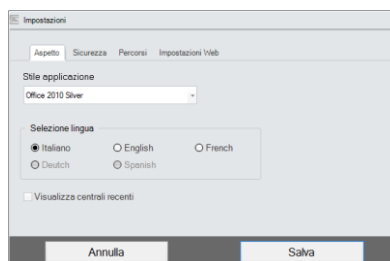 Impostazioni
Aspetto Sicurezza Percorsi Impostazioni Web
Stile applicazione
Office 2010 Silver
Selezione lingua
Italiano English French
Deutch Spanish
Visualizza centrali recenti
Annulla Salva